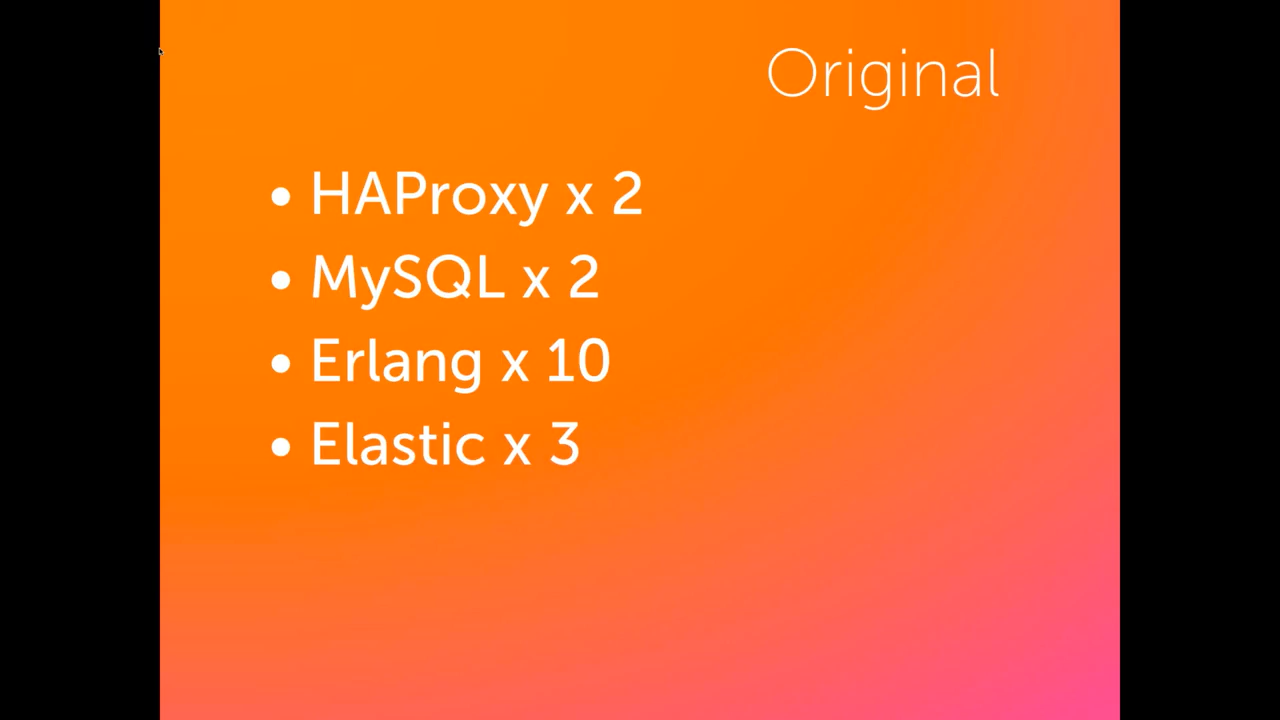 Original
• HAProxy x 2
• MySQL x 2
• Erlang x 10
• Elastic x 3